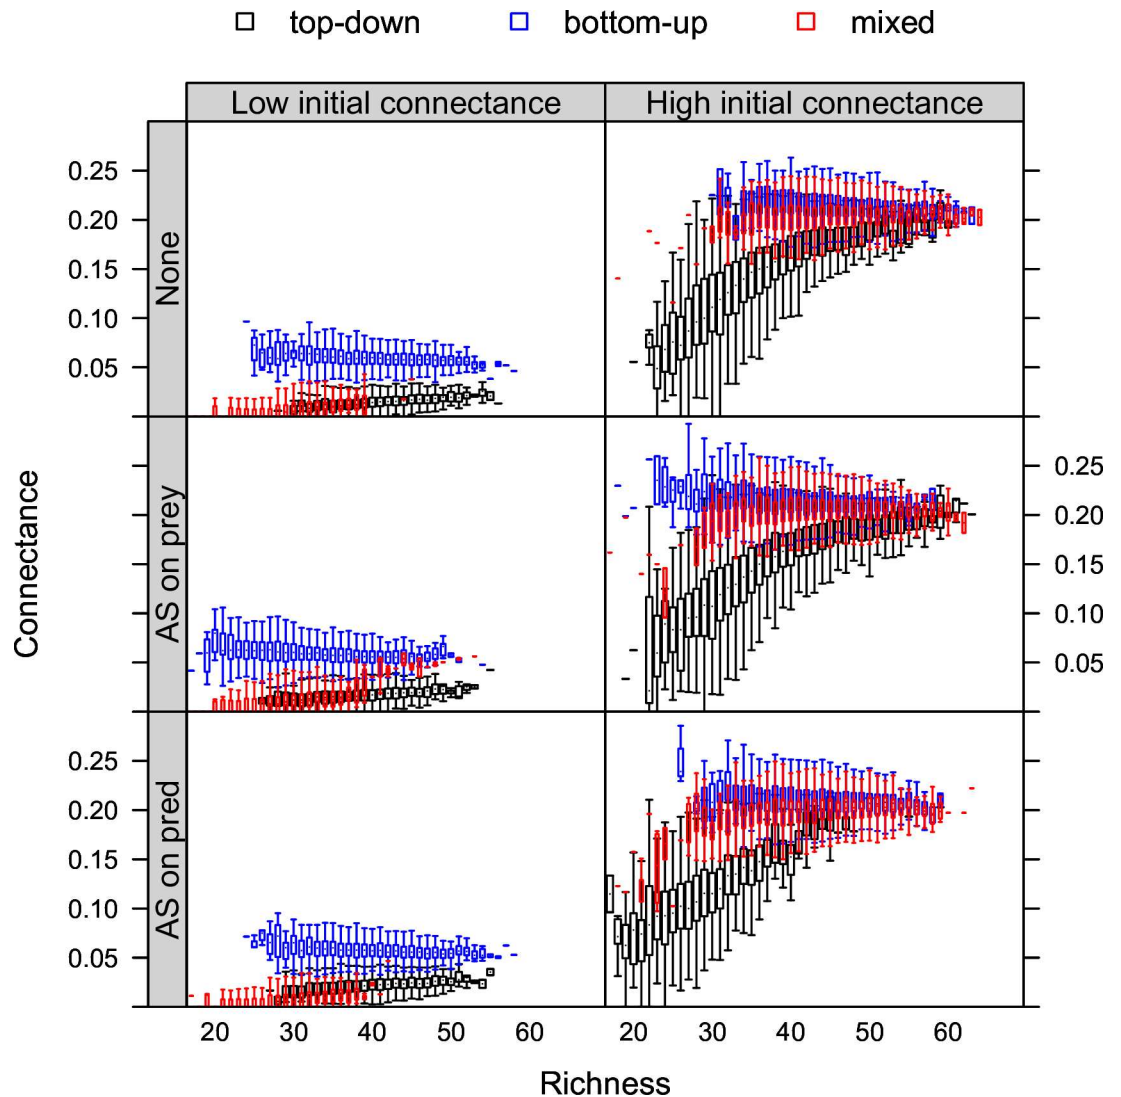 top-down bottom-up mixed
Low initial connectance High initial connectance
None
0.25
0.20
0.15
0.10
0.05
AS on prey
0.25
0.20
0.15
0.10
0.05
AS on pred
0.25
0.20
0.15
0.10
0.05
Connectance
20 30 40 50 60 20 30 40 50 60
Richness